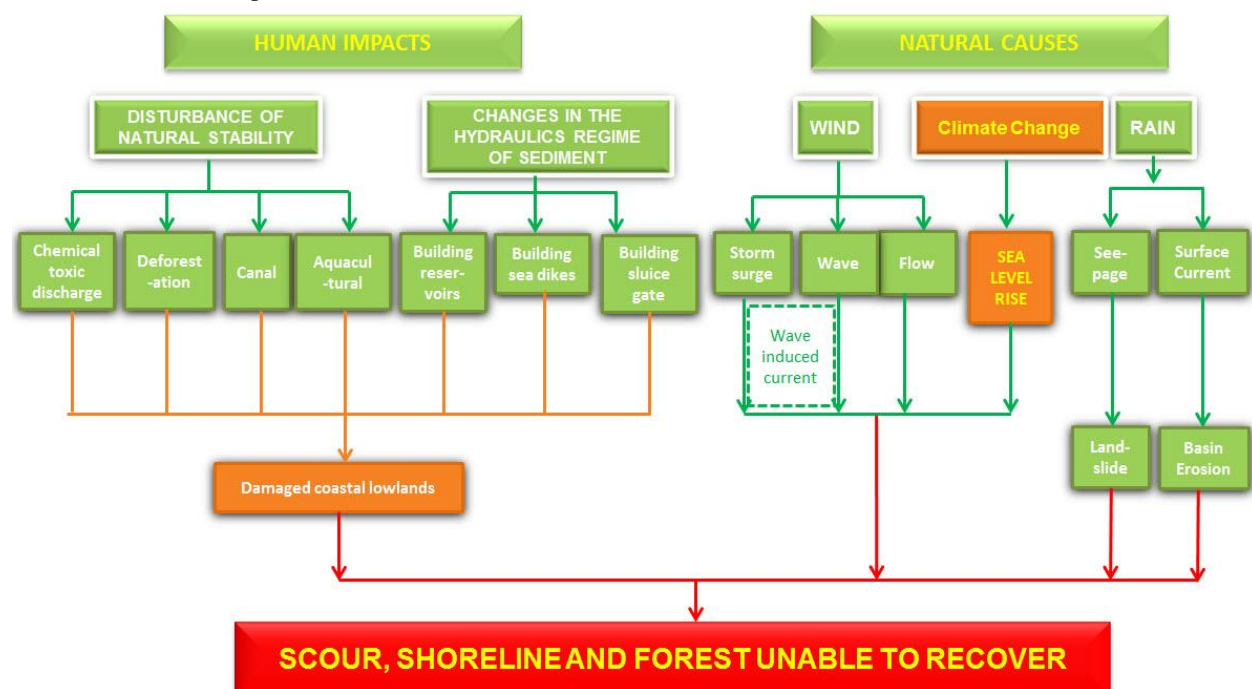 HUMAN IMPACTS
NATURAL CAUSES
DISTURBANCE OF
NATURAL STABILITY
CHANGES IN THE
HYDRAULICS REGIME
OF SEDIMENT
WIND
Climate Change
RAIN
Chemical
toxic
discharge
Deforest
-ation
Canal
Aquacul
-tural
Building
reser-
voirs
Building
sea dikes
Building
sluice
gate
Storm
surge
Wave
Flow
SEA
LEVEL
RISE
See-
page
Surface
Current
Wave
induced
current
Land-
slide
Basin
Erosion
Damaged coastal lowlands
SCOUR, SHORELINE AND FOREST UNABLE TO RECOVER